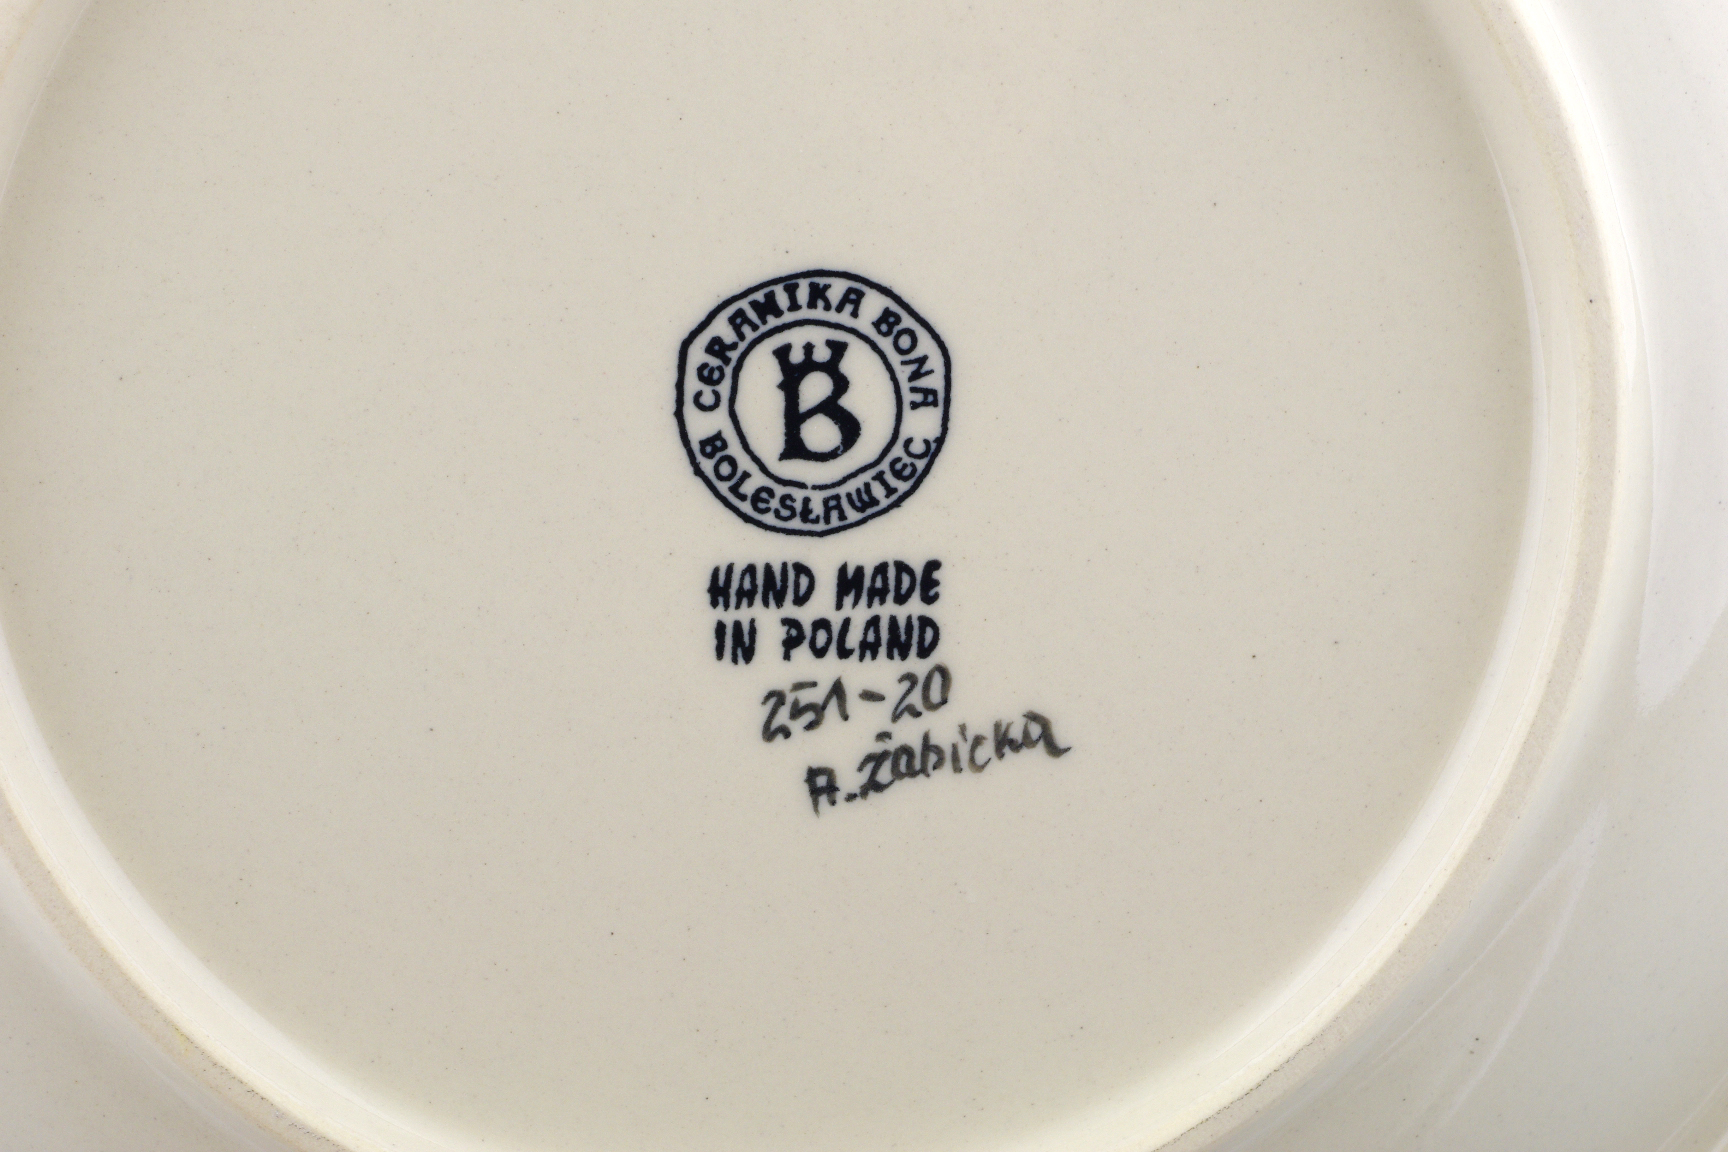 CERAMIKA BONA
B
BOLESŁAWIEC
HAND MADE
IN POLAND
251-20
A. Żabicka